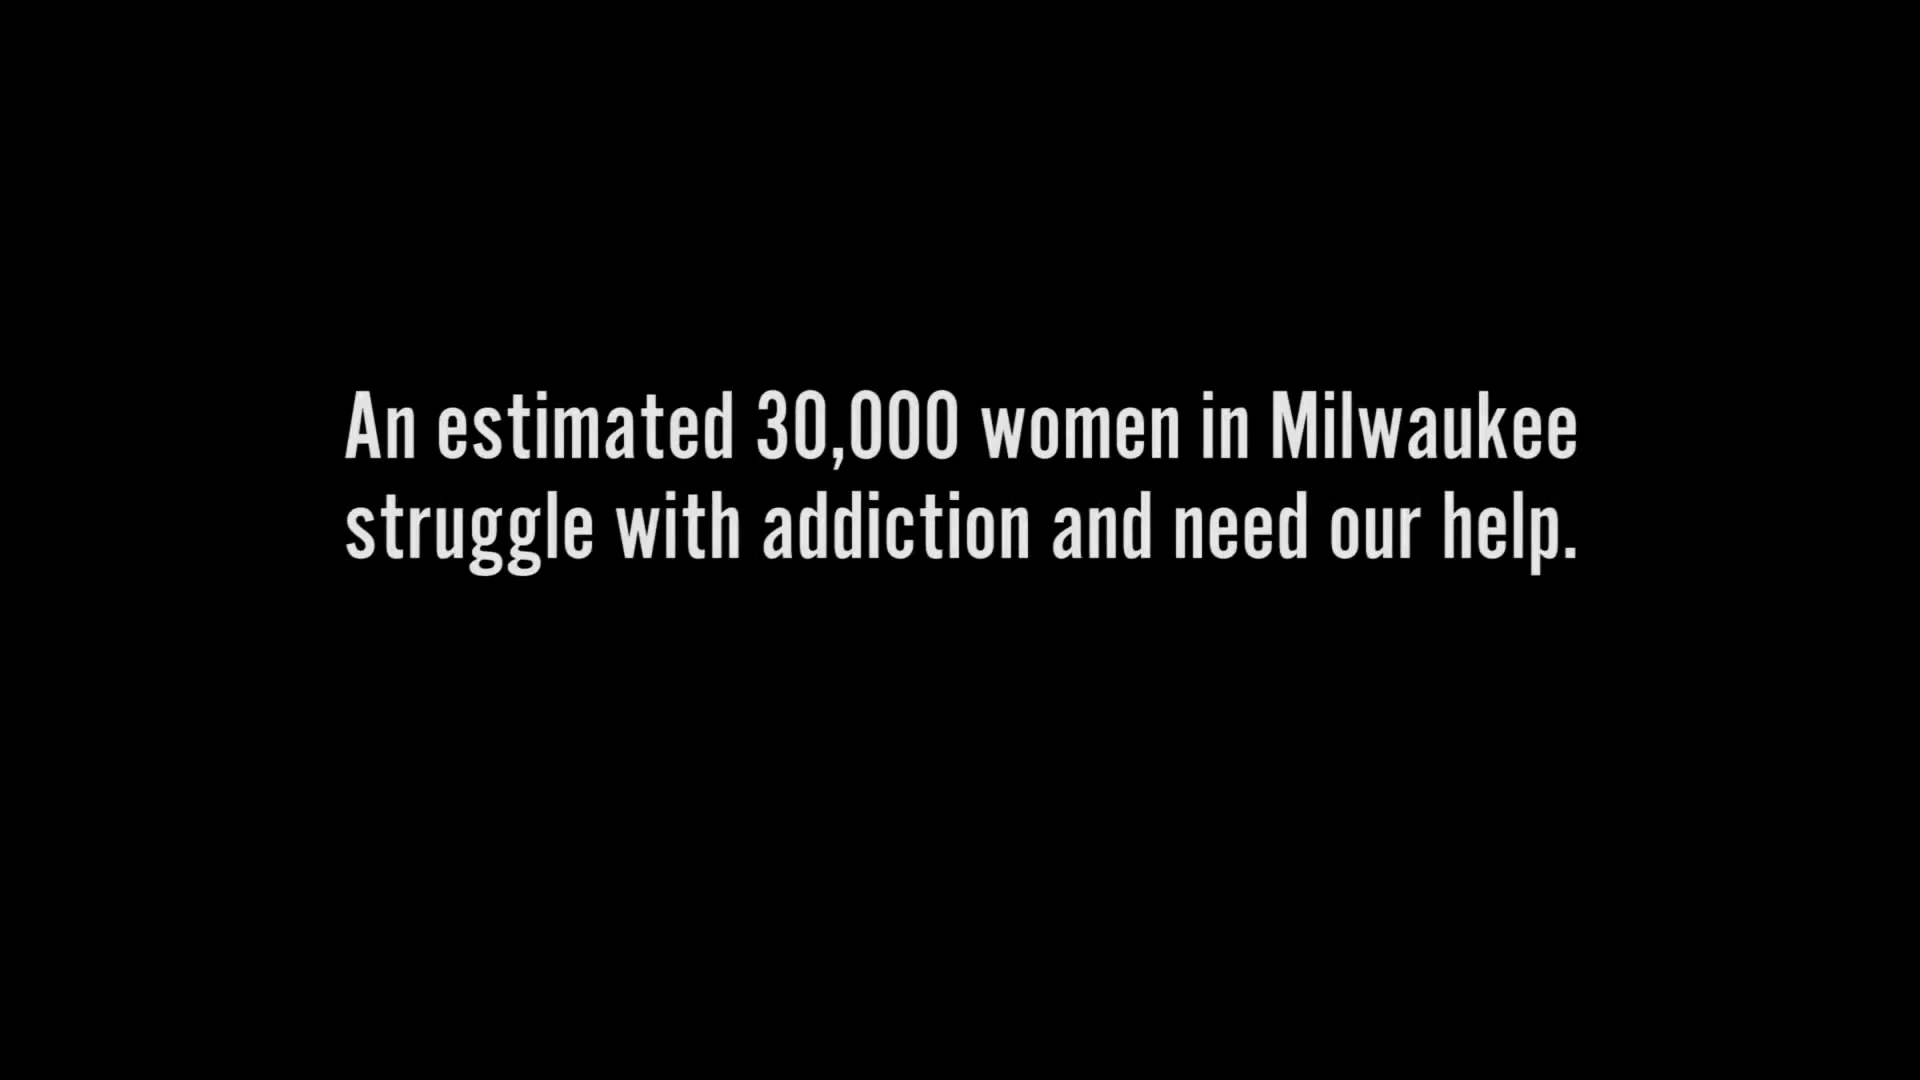 An estimated 30,000 women in Milwaukee
struggle with addiction and need our help.